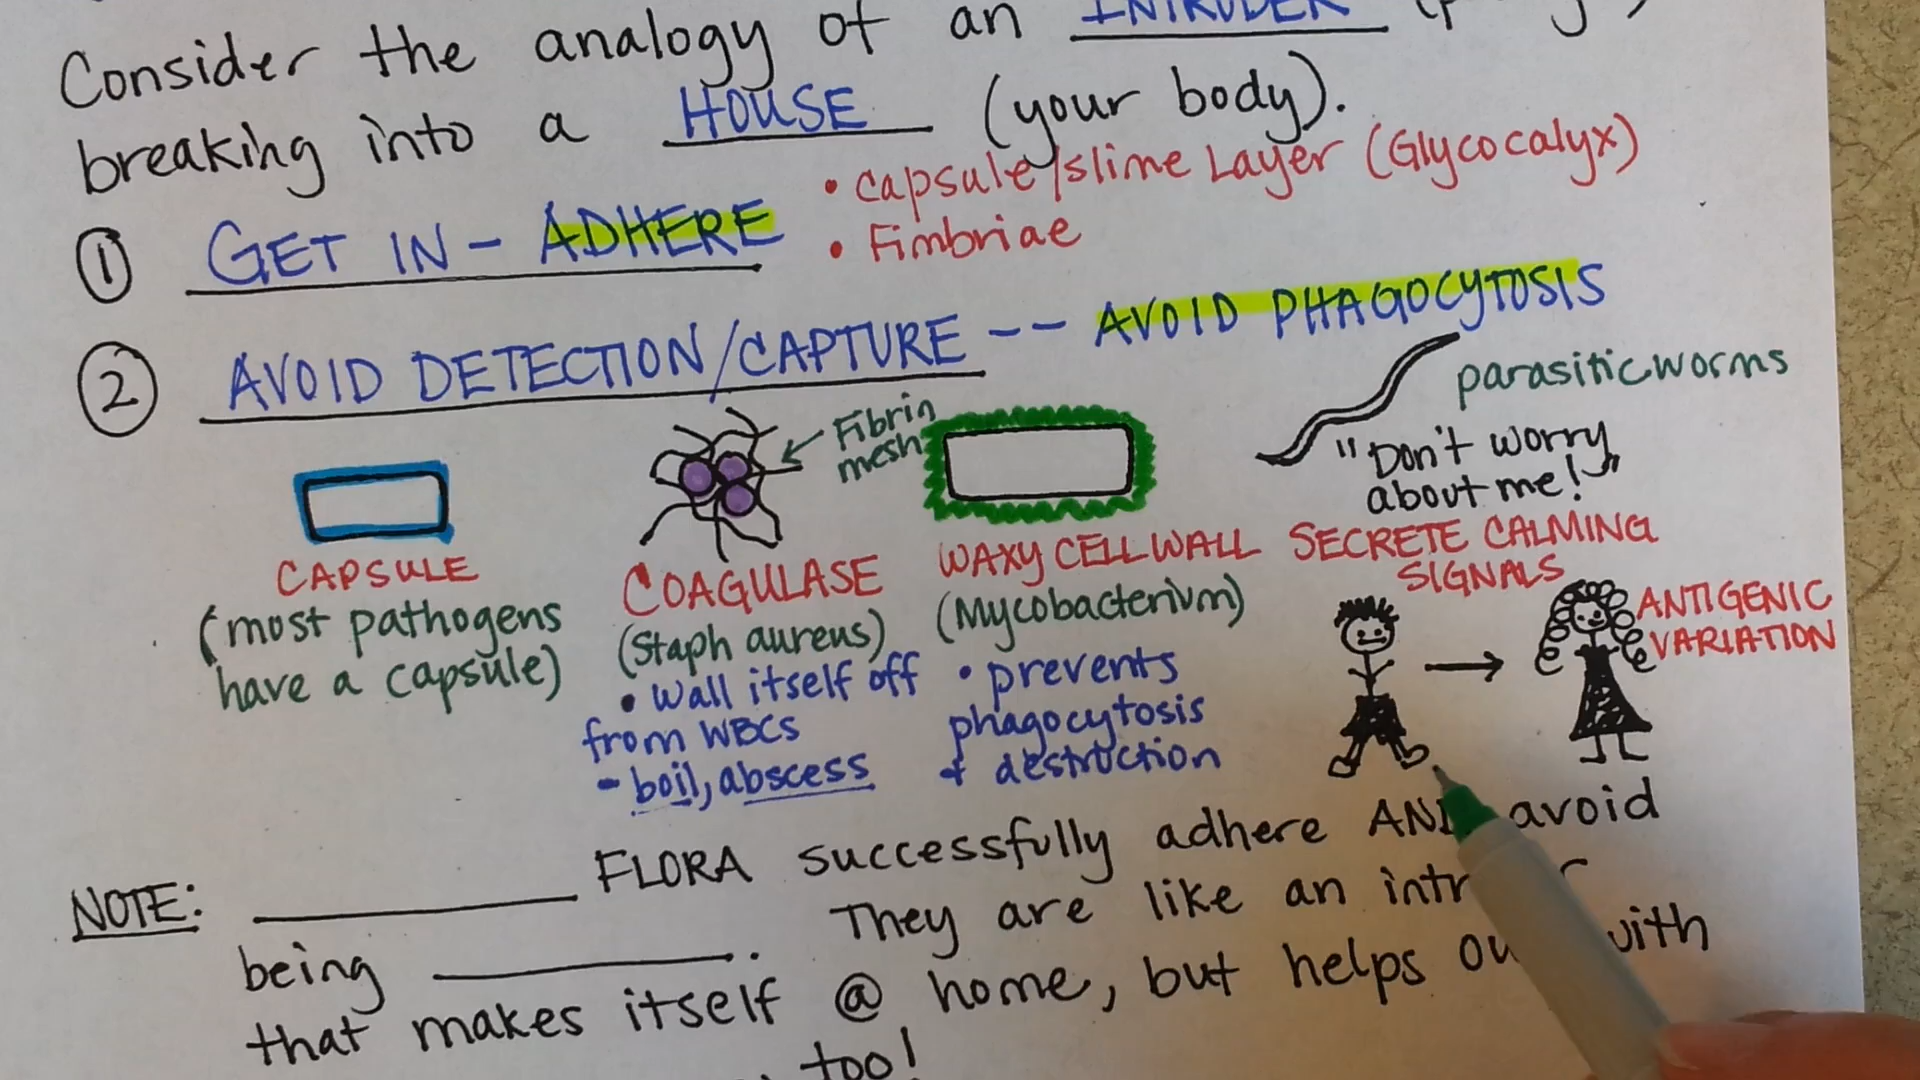 Consider the analogy of an INTRUDER
breaking into a HOUSE (your body).
• capsule/slime Layer (Glycocalyx)
① GET IN - ADHERE
• Fimbriae
② AVOID DETECTION/CAPTURE -- AVOID PHAGOCYTOSIS
parasitic worms
Fibrin
mesh
"Don't worry
about me!"
CAPSULE
(most pathogens
have a capsule)
COAGULASE
(Staph aureus)
• wall itself off
from WBCs
- boil, abscess
WAXY CELL WALL
(Mycobacterium)
• prevents
phagocytosis
+ destruction
SECRETE CALMING
SIGNALS
ANTIGENIC
VARIATION
NOTE: FLORA successfully adhere AND avoid
being . They are like an
that makes itself @ home, but helps with
too!